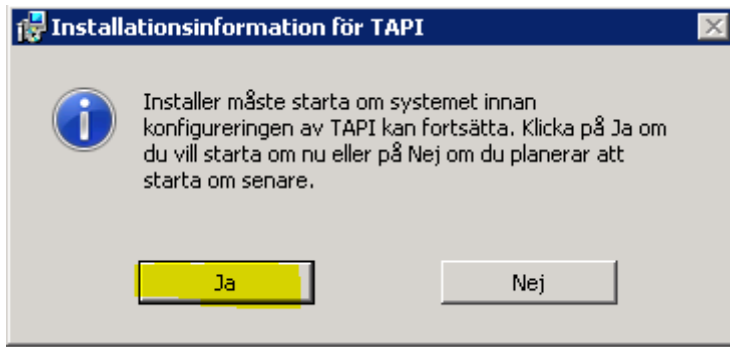 Installationsinformation för TAPI
Installer måste starta om systemet innan
konfigureringen av TAPI kan fortsätta. Klicka på Ja om
du vill starta om nu eller på Nej om du planerar att
starta om senare.
Ja
Nej